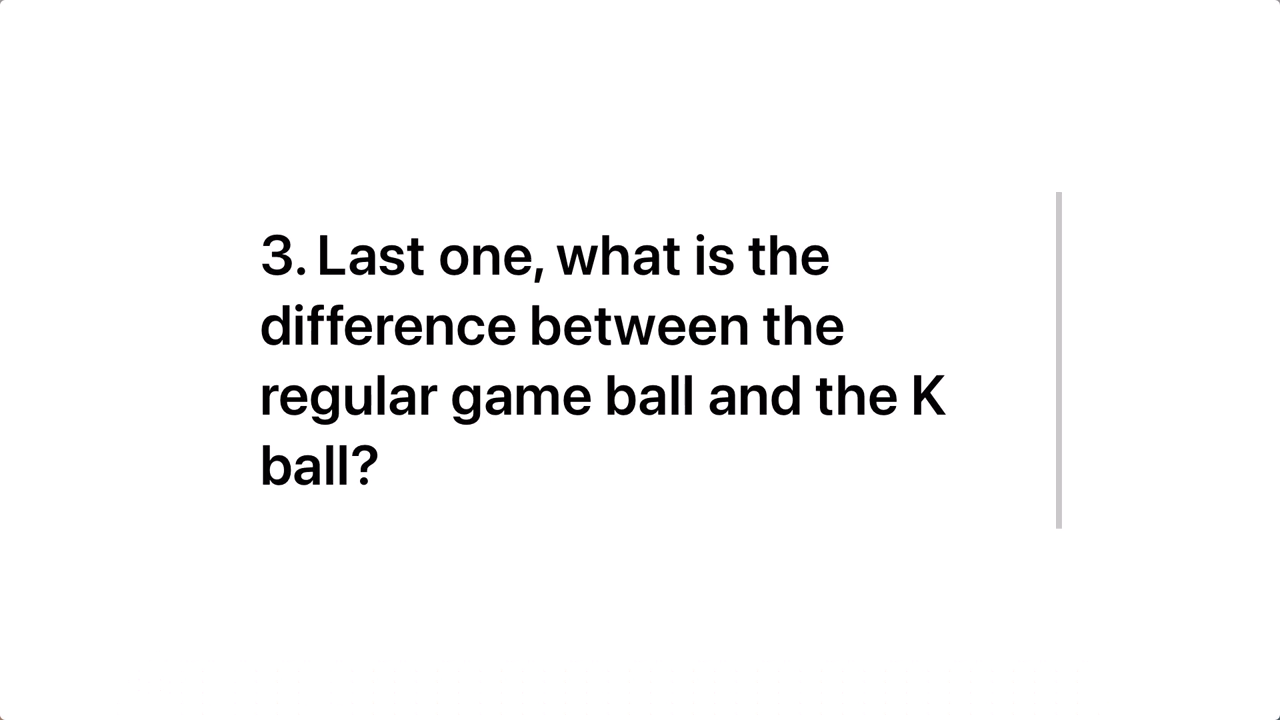 3. Last one, what is the
difference between the
regular game ball and the K
ball?